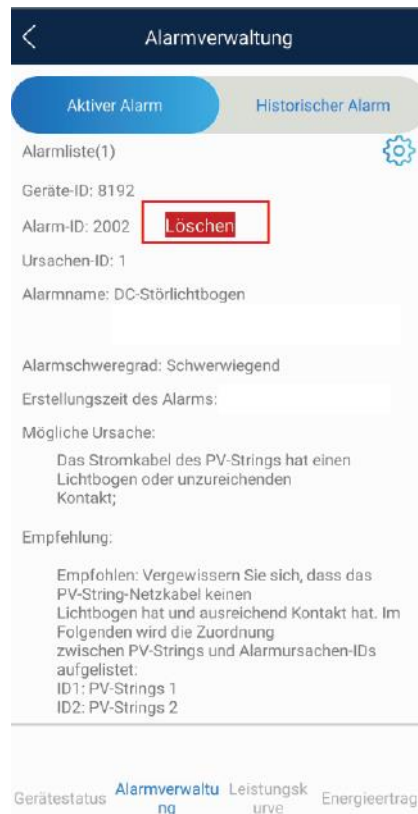 Alarmverwaltung
Aktiver Alarm Historischer Alarm
Alarmliste(1)
Geräte-ID: 8192
Alarm-ID: 2002 Löschen
Ursachen-ID: 1
Alarmname: DC-Störlichtbogen
Alarmschweregrad: Schwerwiegend
Erstellungszeit des Alarms:
Mögliche Ursache:
Das Stromkabel des PV-Strings hat einen
Lichtbogen oder unzureichenden
Kontakt;
Empfehlung:
Empfohlen: Vergewissern Sie sich, dass das
PV-String-Netzkabel keinen
Lichtbogen hat und ausreichend Kontakt hat. Im
Folgenden wird die Zuordnung
zwischen PV-Strings und Alarmursachen-IDs
aufgelistet:
ID1: PV-Strings 1
ID2: PV-Strings 2
Gerätestatus Alarmverwaltu Leistungsk Energieertrag
ng urve